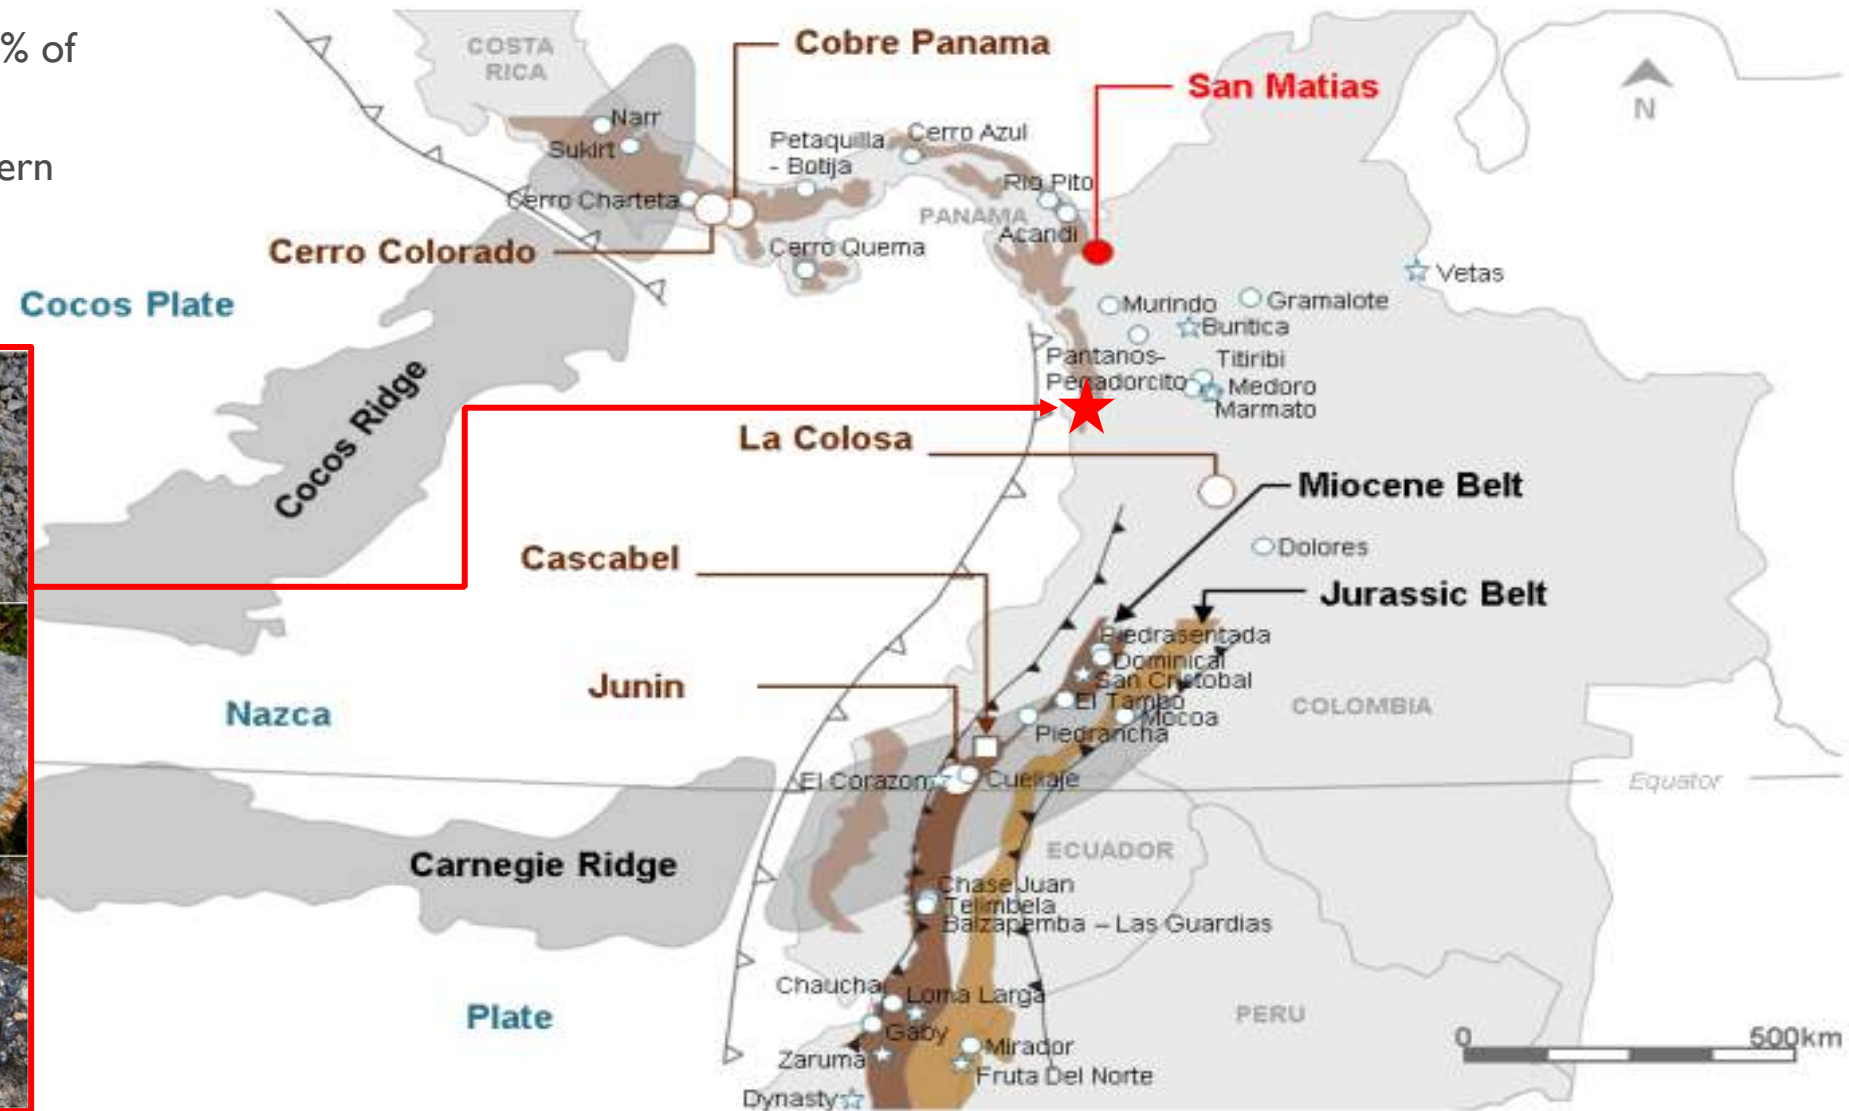 % of
ern
COSTA
RICA
Cobre Panama
San Matias
N
Narr
Sukirt
Petaquilla
- Botija
Cerro Azul
Rio Pito
Cerro Charteta
PANAMA
Acandi
Cerro Colorado
Cerro Quema
Vetas
Cocos Plate
Murindo
Gramalote
Buritica
Pantanos-
Pegadorcito
Titiribi
Medoro
Marmato
Cocos Ridge
La Colosa
Miocene Belt
Cascabel
Dolores
Jurassic Belt
Piedrasentada
Dominical
San Cristobal
El Tambo
Mocoa
Piedrancha
Junin
Nazca
COLOMBIA
El Corazon
Cuellaje
Equator
Carnegie Ridge
ECUADOR
Chase Juan
Telimbela
Balzapamba – Las Guardias
Chaucha
Loma Larga
Plate
Gaby
PERU
0 500km
Zaruma
Mirador
Fruta Del Norte
Dynasty